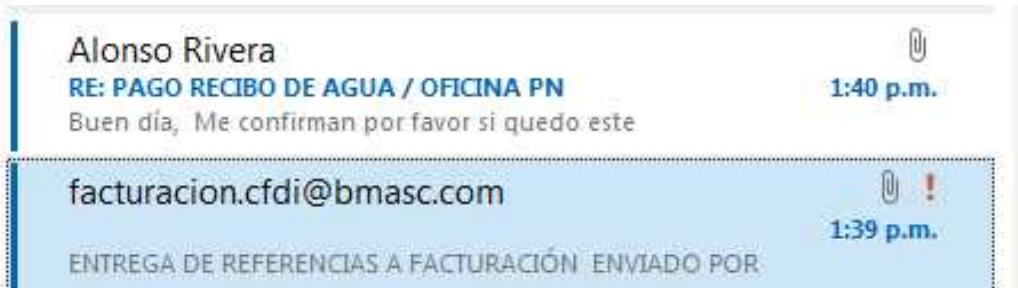 Alonso Rivera
RE: PAGO RECIBO DE AGUA / OFICINA PN 1:40 p.m.
Buen día, Me confirman por favor si quedo este
facturacion.cfdi@bmasc.com !
1:39 p.m.
ENTREGA DE REFERENCIAS A FACTURACIÓN ENVIADO POR